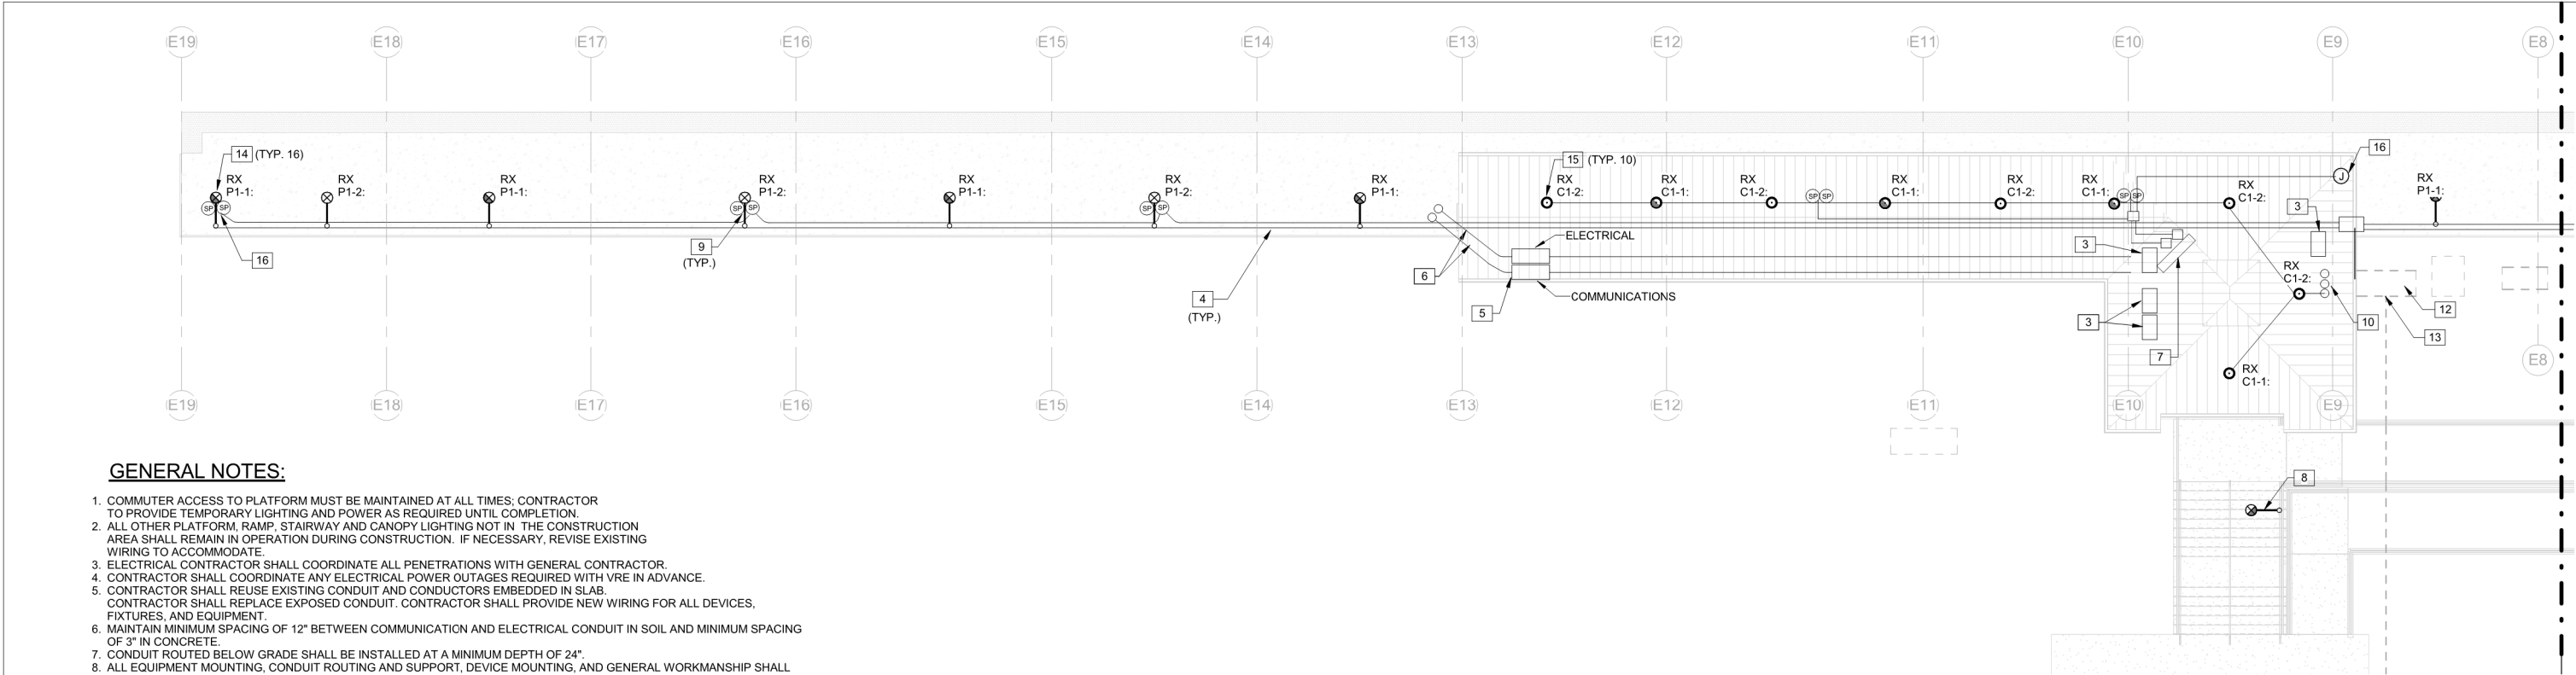 E19 E18 E17 E16 E15 E14 E13 E12 E11 E10 E9 E8
14 (TYP. 16)
RX
P1-1:
RX
P1-2:
RX
P1-1:
RX
P1-2:
RX
P1-1:
RX
P1-2:
RX
P1-1:
SP SP
SP SP
SP SP
16
9
(TYP.)
4
(TYP.)
15 (TYP. 10)
RX
C1-2:
RX
C1-1:
RX
C1-2:
SP SP
RX
C1-1:
RX
C1-2:
RX
C1-1:
SP SP
RX
C1-2:
J
16
RX
P1-1:
3
ELECTRICAL
6
COMMUNICATIONS
5
3
3
7
RX
C1-2:
10
12
13
RX
C1-1:
E8
E19 E18 E17 E16 E15 E14 E13 E12 E11 E10 E9
8
GENERAL NOTES:
1. COMMUTER ACCESS TO PLATFORM MUST BE MAINTAINED AT ALL TIMES; CONTRACTOR
TO PROVIDE TEMPORARY LIGHTING AND POWER AS REQUIRED UNTIL COMPLETION.
2. ALL OTHER PLATFORM, RAMP, STAIRWAY AND CANOPY LIGHTING NOT IN THE CONSTRUCTION
AREA SHALL REMAIN IN OPERATION DURING CONSTRUCTION. IF NECESSARY, REVISE EXISTING
WIRING TO ACCOMMODATE.
3. ELECTRICAL CONTRACTOR SHALL COORDINATE ALL PENETRATIONS WITH GENERAL CONTRACTOR.
4. CONTRACTOR SHALL COORDINATE ANY ELECTRICAL POWER OUTAGES REQUIRED WITH VRE IN ADVANCE.
5. CONTRACTOR SHALL REUSE EXISTING CONDUIT AND CONDUCTORS EMBEDDED IN SLAB.
CONTRACTOR SHALL REPLACE EXPOSED CONDUIT. CONTRACTOR SHALL PROVIDE NEW WIRING FOR ALL DEVICES,
FIXTURES, AND EQUIPMENT.
6. MAINTAIN MINIMUM SPACING OF 12" BETWEEN COMMUNICATION AND ELECTRICAL CONDUIT IN SOIL AND MINIMUM SPACING
OF 3" IN CONCRETE.
7. CONDUIT ROUTED BELOW GRADE SHALL BE INSTALLED AT A MINIMUM DEPTH OF 24".
8. ALL EQUIPMENT MOUNTING, CONDUIT ROUTING AND SUPPORT, DEVICE MOUNTING, AND GENERAL WORKMANSHIP SHALL